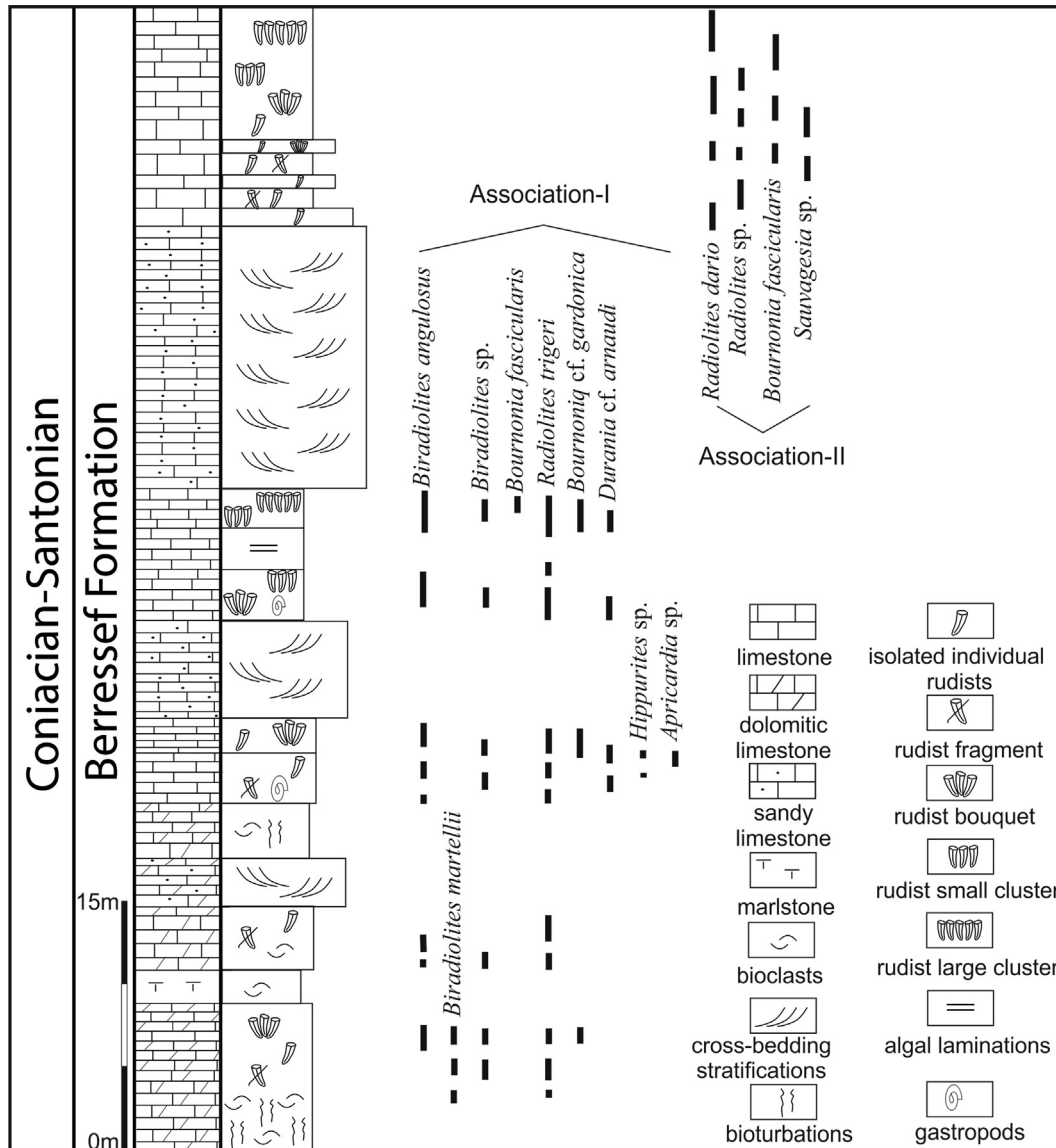 Coniacian-Santonian
Berressef Formation
15m
0m
Association-I
Biradiolites angulosus
Biradiolites martellii
Biradiolites sp.
Bournonia fascicularis
Radiolites trigeri
Bournoniq cf. gardonica
Durania cf. arnaudi
Hippurites sp.
Apricardia sp.
Radiolites dario
Radiolites sp.
Bournonia fascicularis
Sauvagesia sp.
Association-II
limestone
dolomitic
limestone
sandy
limestone
marlstone
bioclasts
cross-bedding
stratifications
bioturbations
isolated individual
rudists
rudist fragment
rudist bouquet
rudist small cluster
rudist large cluster
algal laminations
gastropods